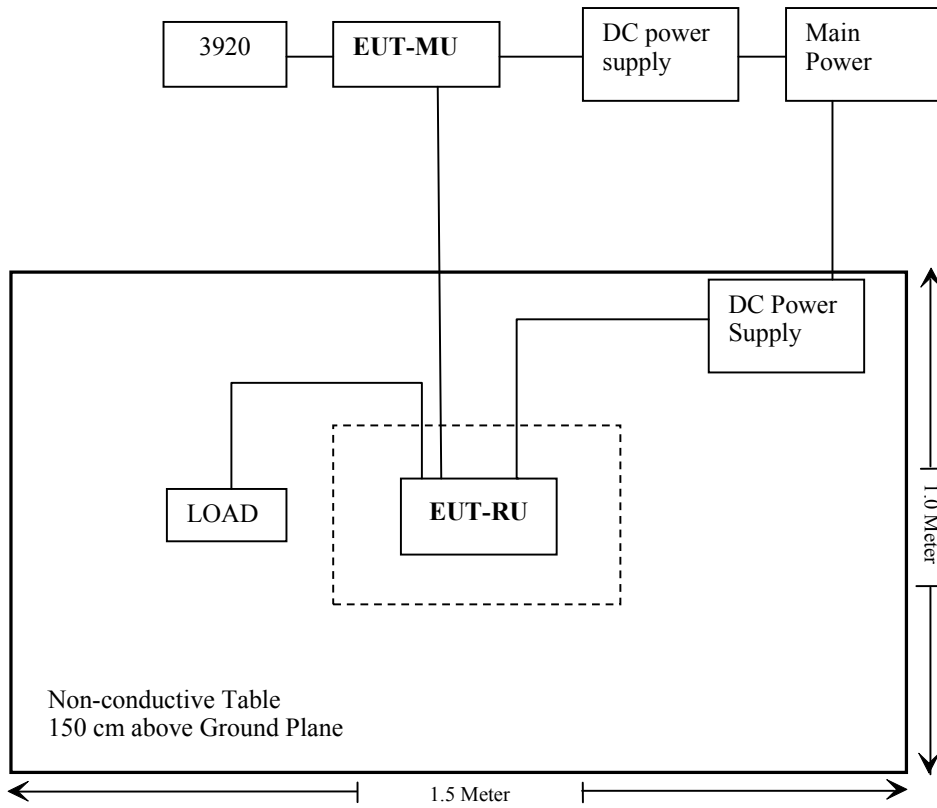 3920
EUT-MU
DC power
supply
Main
Power
DC Power
Supply
LOAD
EUT-RU
1.0 Meter
Non-conductive Table
150 cm above Ground Plane
1.5 Meter